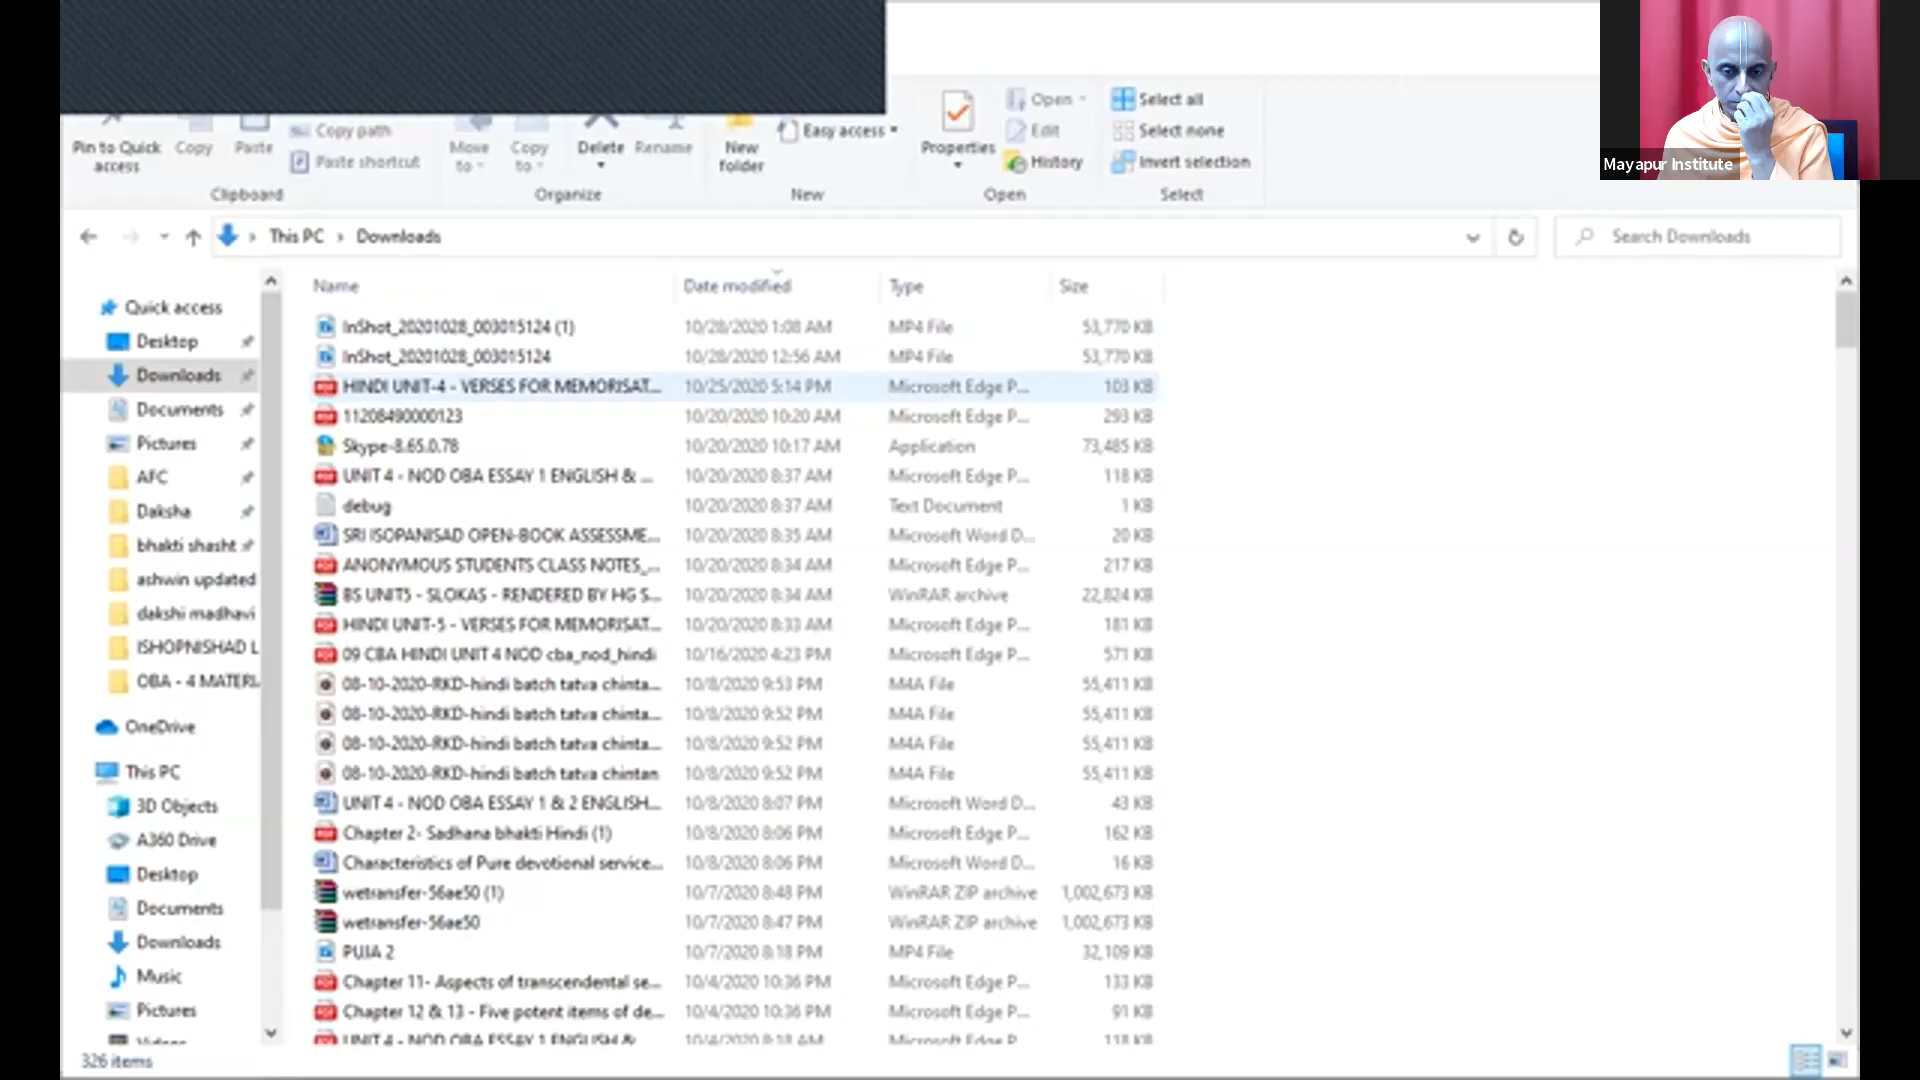 Mayapur Institute
Pin to Quick access
Copy
Paste
Copy path
Paste shortcut
Clipboard
Move to
Copy to
Delete
Rename
Organize
New folder
Easy access
New
Properties
Open
Edit
History
Open
Select all
Select none
Invert selection
Select
This PC > Downloads
Search Downloads
Quick access
Desktop
Downloads
Documents
Pictures
AFC
Daksha
bhakti shasht
ashwin updated
dakshi madhavi
ISHOPNISHAD L
OBA - 4 MATERI
OneDrive
This PC
3D Objects
A360 Drive
Desktop
Documents
Downloads
Music
Pictures
Videos
Name Date modified Type Size
InShot_20201028_003015124 (1) 10/28/2020 1:08 AM MP4 File 53,770 KB
InShot_20201028_003015124 10/28/2020 12:56 AM MP4 File 53,770 KB
HINDI UNIT-4 - VERSES FOR MEMORISAT... 10/25/2020 5:14 PM Microsoft Edge P... 103 KB
11208490000123 10/20/2020 10:20 AM Microsoft Edge P... 293 KB
Skype-8.65.0.78 10/20/2020 10:17 AM Application 73,485 KB
UNIT 4 - NOD OBA ESSAY 1 ENGLISH & ... 10/20/2020 8:37 AM Microsoft Edge P... 118 KB
debug 10/20/2020 8:37 AM Text Document 1 KB
SRI ISOPANISAD OPEN-BOOK ASSESSME... 10/20/2020 8:35 AM Microsoft Word D... 20 KB
ANONYMOUS STUDENTS CLASS NOTES_... 10/20/2020 8:34 AM Microsoft Edge P... 217 KB
BS UNIT5 - SLOKAS - RENDERED BY HG S... 10/20/2020 8:34 AM WinRAR archive 22,824 KB
HINDI UNIT-5 - VERSES FOR MEMORISAT... 10/20/2020 8:33 AM Microsoft Edge P... 181 KB
09 CBA HINDI UNIT 4 NOD cba_nod_hindi 10/16/2020 4:23 PM Microsoft Edge P... 571 KB
08-10-2020-RKD-hindi batch tatva chinta... 10/8/2020 9:53 PM M4A File 55,411 KB
08-10-2020-RKD-hindi batch tatva chinta... 10/8/2020 9:52 PM M4A File 55,411 KB
08-10-2020-RKD-hindi batch tatva chinta... 10/8/2020 9:52 PM M4A File 55,411 KB
08-10-2020-RKD-hindi batch tatva chintan 10/8/2020 9:52 PM M4A File 55,411 KB
UNIT 4 - NOD OBA ESSAY 1 & 2 ENGLISH... 10/8/2020 8:07 PM Microsoft Word D... 43 KB
Chapter 2- Sadhana bhakti Hindi (1) 10/8/2020 8:06 PM Microsoft Edge P... 162 KB
Characteristics of Pure devotional service... 10/8/2020 8:06 PM Microsoft Word D... 16 KB
wetransfer-56ae50 (1) 10/7/2020 8:48 PM WinRAR ZIP archive 1,002,673 KB
wetransfer-56ae50 10/7/2020 8:47 PM WinRAR ZIP archive 1,002,673 KB
PUJA 2 10/7/2020 8:18 PM MP4 File 32,109 KB
Chapter 11- Aspects of transcendental se... 10/4/2020 10:36 PM Microsoft Edge P... 133 KB
Chapter 12 & 13 - Five potent items of de... 10/4/2020 10:36 PM Microsoft Edge P... 91 KB
UNIT 4 - NOD OBA ESSAY 1 ENGLISH & 10/4/2020 8:18 AM Microsoft Edge P 118 KB
326 items